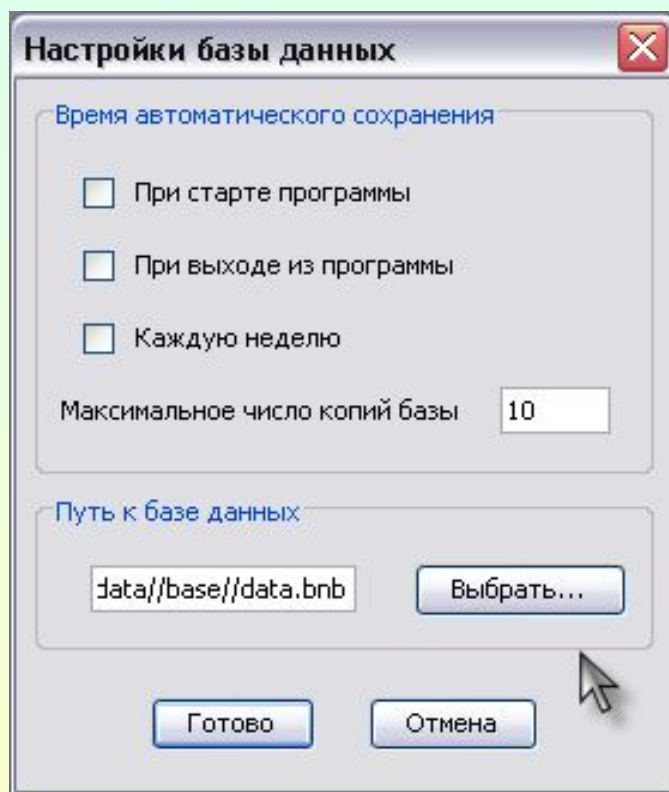 Настройки базы данных
Время автоматического сохранения
При старте программы
При выходе из программы
Каждую неделю
Максимальное число копий базы 10
Путь к базе данных
data//base//data.bnb Выбрать...
Готово Отмена